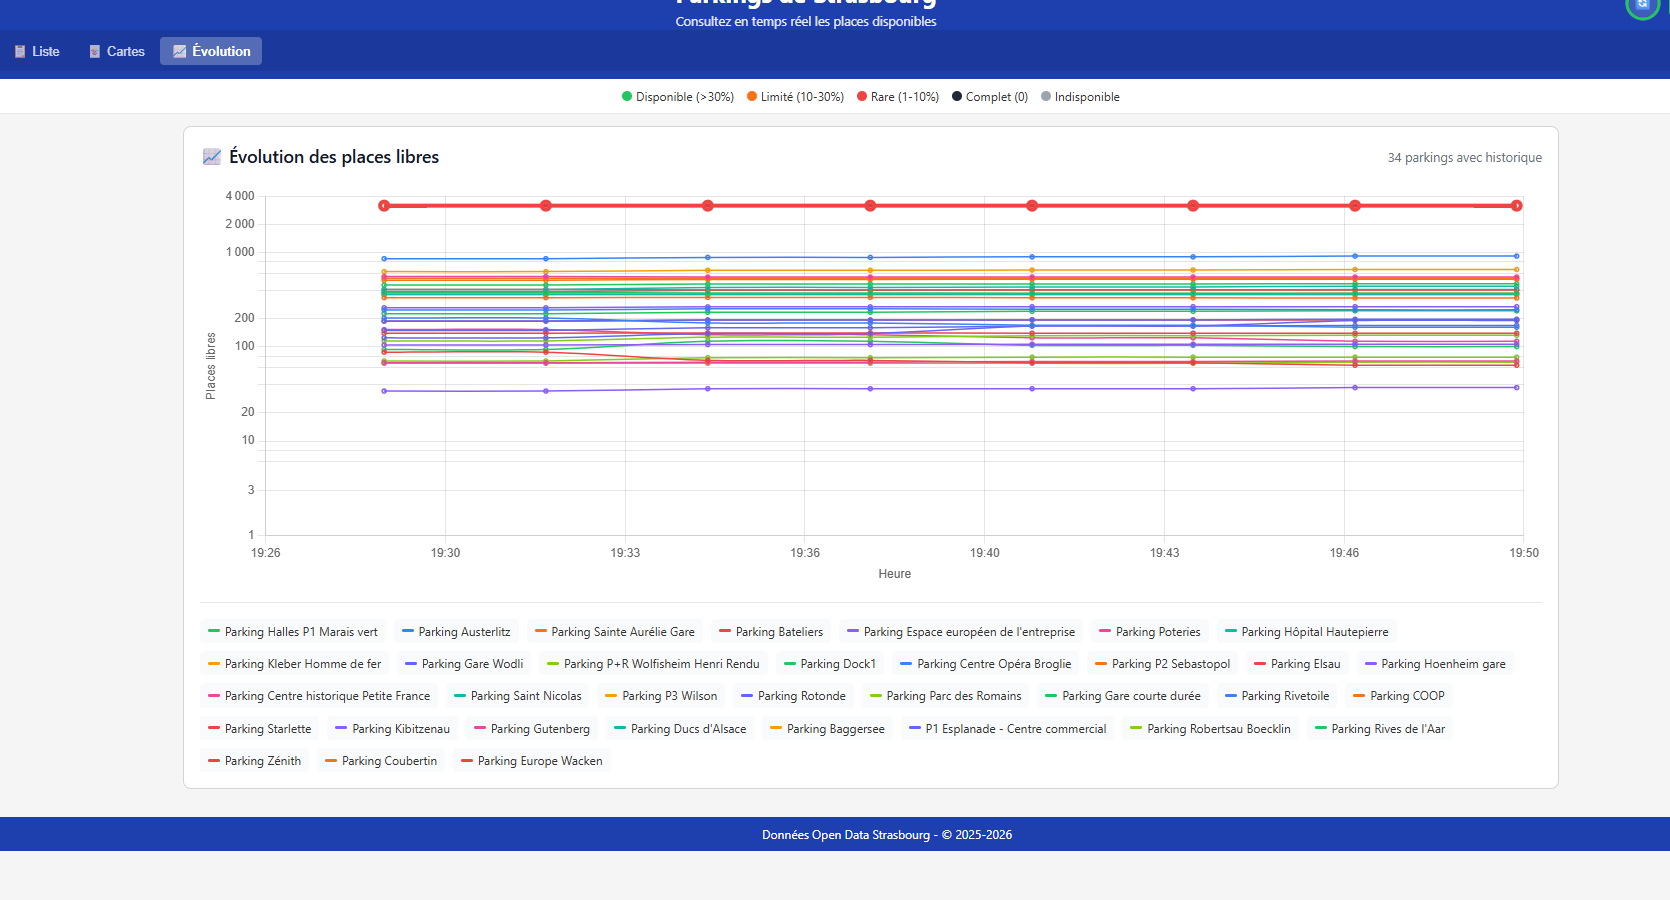 Parkings de Strasbourg
Consultez en temps réel les places disponibles
Liste Cartes Évolution
Disponible (>30%) Limité (10-30%) Rare (1-10%) Complet (0) Indisponible
Évolution des places libres
34 parkings avec historique
4 000
2 000
1 000
200
100
20
10
3
1
Places libres
19:26 19:30 19:33 19:36 19:40 19:43 19:46 19:50
Heure
Parking Halles P1 Marais vert Parking Austerlitz Parking Sainte Aurélie Gare Parking Bateliers Parking Espace européen de l'entreprise Parking Poteries Parking Hôpital Hautepierre
Parking Kleber Homme de fer Parking Gare Wodli Parking P+R Wolfisheim Henri Rendu Parking Dock1 Parking Centre Opéra Broglie Parking P2 Sebastopol Parking Elsau Parking Hoenheim gare
Parking Centre historique Petite France Parking Saint Nicolas Parking P3 Wilson Parking Rotonde Parking Parc des Romains Parking Gare courte durée Parking Rivetoile Parking COOP
Parking Starlette Parking Kibitzenau Parking Gutenberg Parking Ducs d'Alsace Parking Baggersee P1 Esplanade - Centre commercial Parking Robertsau Boecklin Parking Rives de l'Aar
Parking Zénith Parking Coubertin Parking Europe Wacken
Données Open Data Strasbourg - © 2025-2026